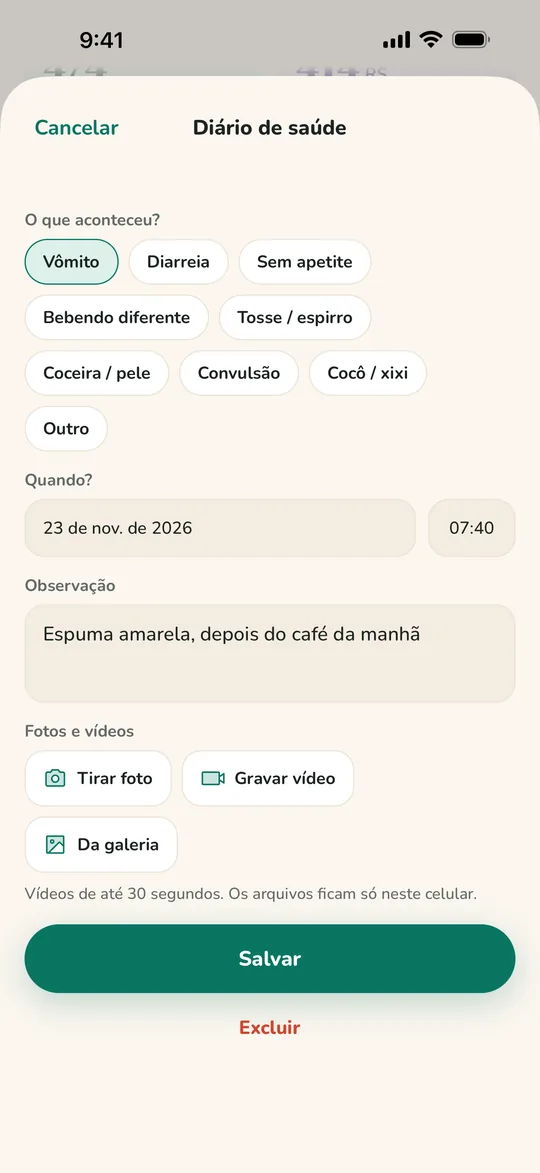 9:41
Cancelar
Diário de saúde
O que aconteceu?
Vômito Diarreia Sem apetite
Bebendo diferente Tosse / espirro
Coceira / pele Convulsão Cocô / xixi
Outro
Quando?
23 de nov. de 2026 07:40
Observação
Espuma amarela, depois do café da manhã
Fotos e vídeos
Tirar foto Gravar vídeo
Da galeria
Vídeos de até 30 segundos. Os arquivos ficam só neste celular.
Salvar
Excluir